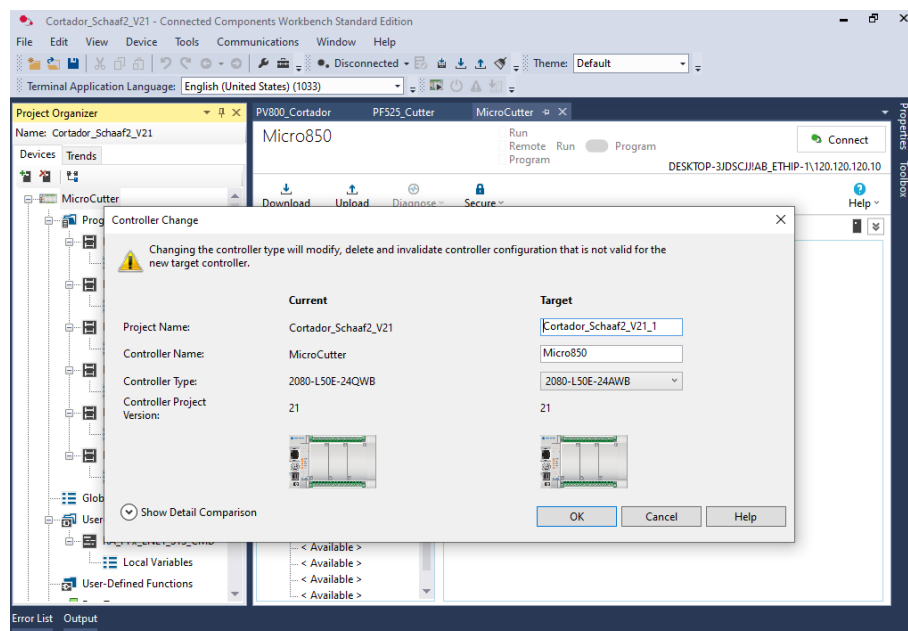 Cortador_Schaaf2_V21 - Connected Components Workbench Standard Edition
File Edit View Device Tools Communications Window Help
Disconnected Theme: Default
Terminal Application Language: English (United States) (1033)
Project Organizer
Name: Cortador_Schaaf2_V21
Devices Trends
MicroCutter
Prog
Glob
User
Local Variables
User-Defined Functions
PV800_Cortador PF525_Cutter MicroCutter
Micro850
Run
Remote Run Program
Program
Connect
DESKTOP-3JDSCJJ!AB_ETHIP-1\120.120.120.10
Download Upload Diagnose Secure
Help
Controller Change
Changing the controller type will modify, delete and invalidate controller configuration that is not valid for the
new target controller.
Current Target
Project Name: Cortador_Schaaf2_V21 Cortador_Schaaf2_V21_1
Controller Name: MicroCutter Micro850
Controller Type: 2080-L50E-24QWB 2080-L50E-24AWB
Controller Project
Version: 21 21
Show Detail Comparison
OK Cancel Help
< Available >
< Available >
< Available >
< Available >
Properties
Toolbox
Error List Output